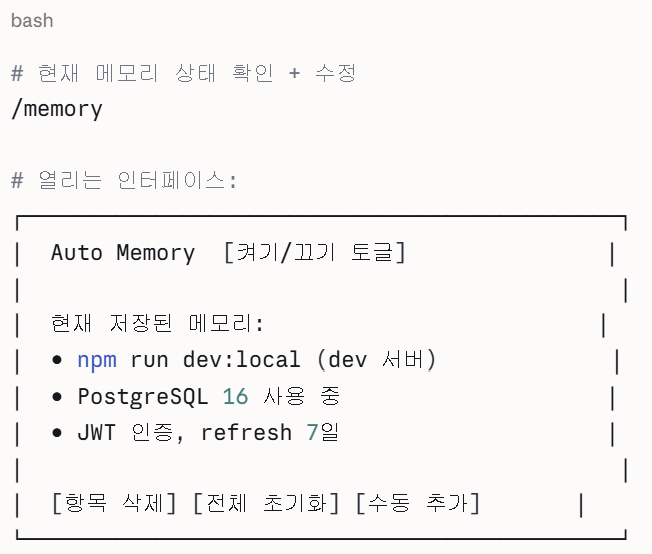 bash
# 현재 메모리 상태 확인 + 수정
/memory
# 열리는 인터페이스:
Auto Memory [켜기/끄기 토글]
현재 저장된 메모리:
• npm run dev:local (dev 서버)
• PostgreSQL 16 사용 중
• JWT 인증, refresh 7일
[항목 삭제] [전체 초기화] [수동 추가]